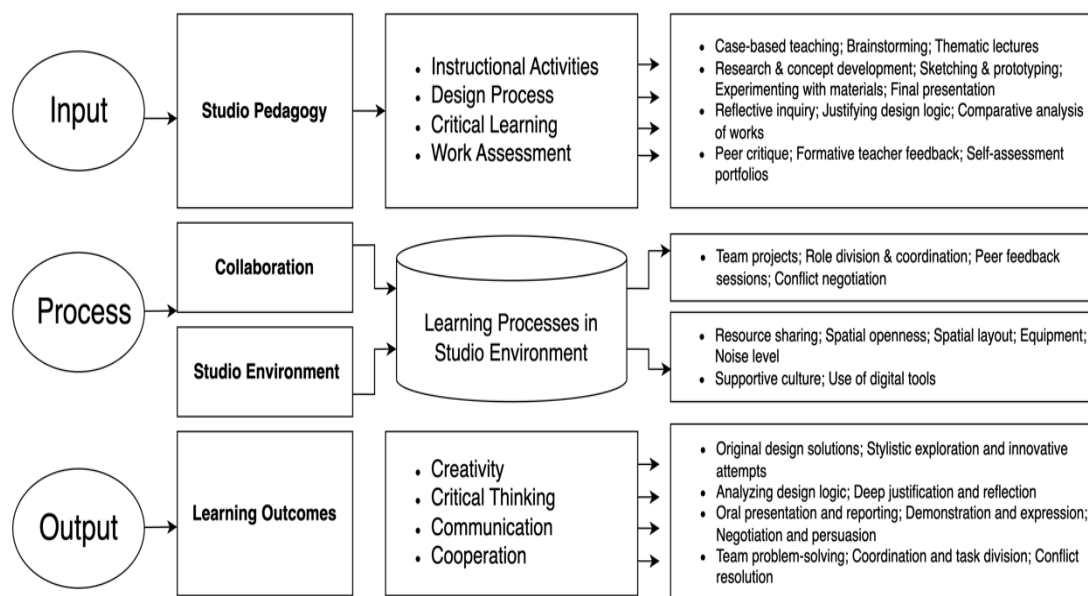 Input
Studio Pedagogy
• Instructional Activities
• Design Process
• Critical Learning
• Work Assessment
• Case-based teaching; Brainstorming; Thematic lectures
• Research & concept development; Sketching & prototyping;
Experimenting with materials; Final presentation
• Reflective inquiry; Justifying design logic; Comparative analysis
of works
• Peer critique; Formative teacher feedback; Self-assessment
portfolios
Process
Collaboration
Studio Environment
Learning Processes in
Studio Environment
• Team projects; Role division & coordination; Peer feedback
sessions; Conflict negotiation
• Resource sharing; Spatial openness; Spatial layout; Equipment;
Noise level
• Supportive culture; Use of digital tools
Output
Learning Outcomes
• Creativity
• Critical Thinking
• Communication
• Cooperation
• Original design solutions; Stylistic exploration and innovative
attempts
• Analyzing design logic; Deep justification and reflection
• Oral presentation and reporting; Demonstration and expression;
Negotiation and persuasion
• Team problem-solving; Coordination and task division; Conflict
resolution